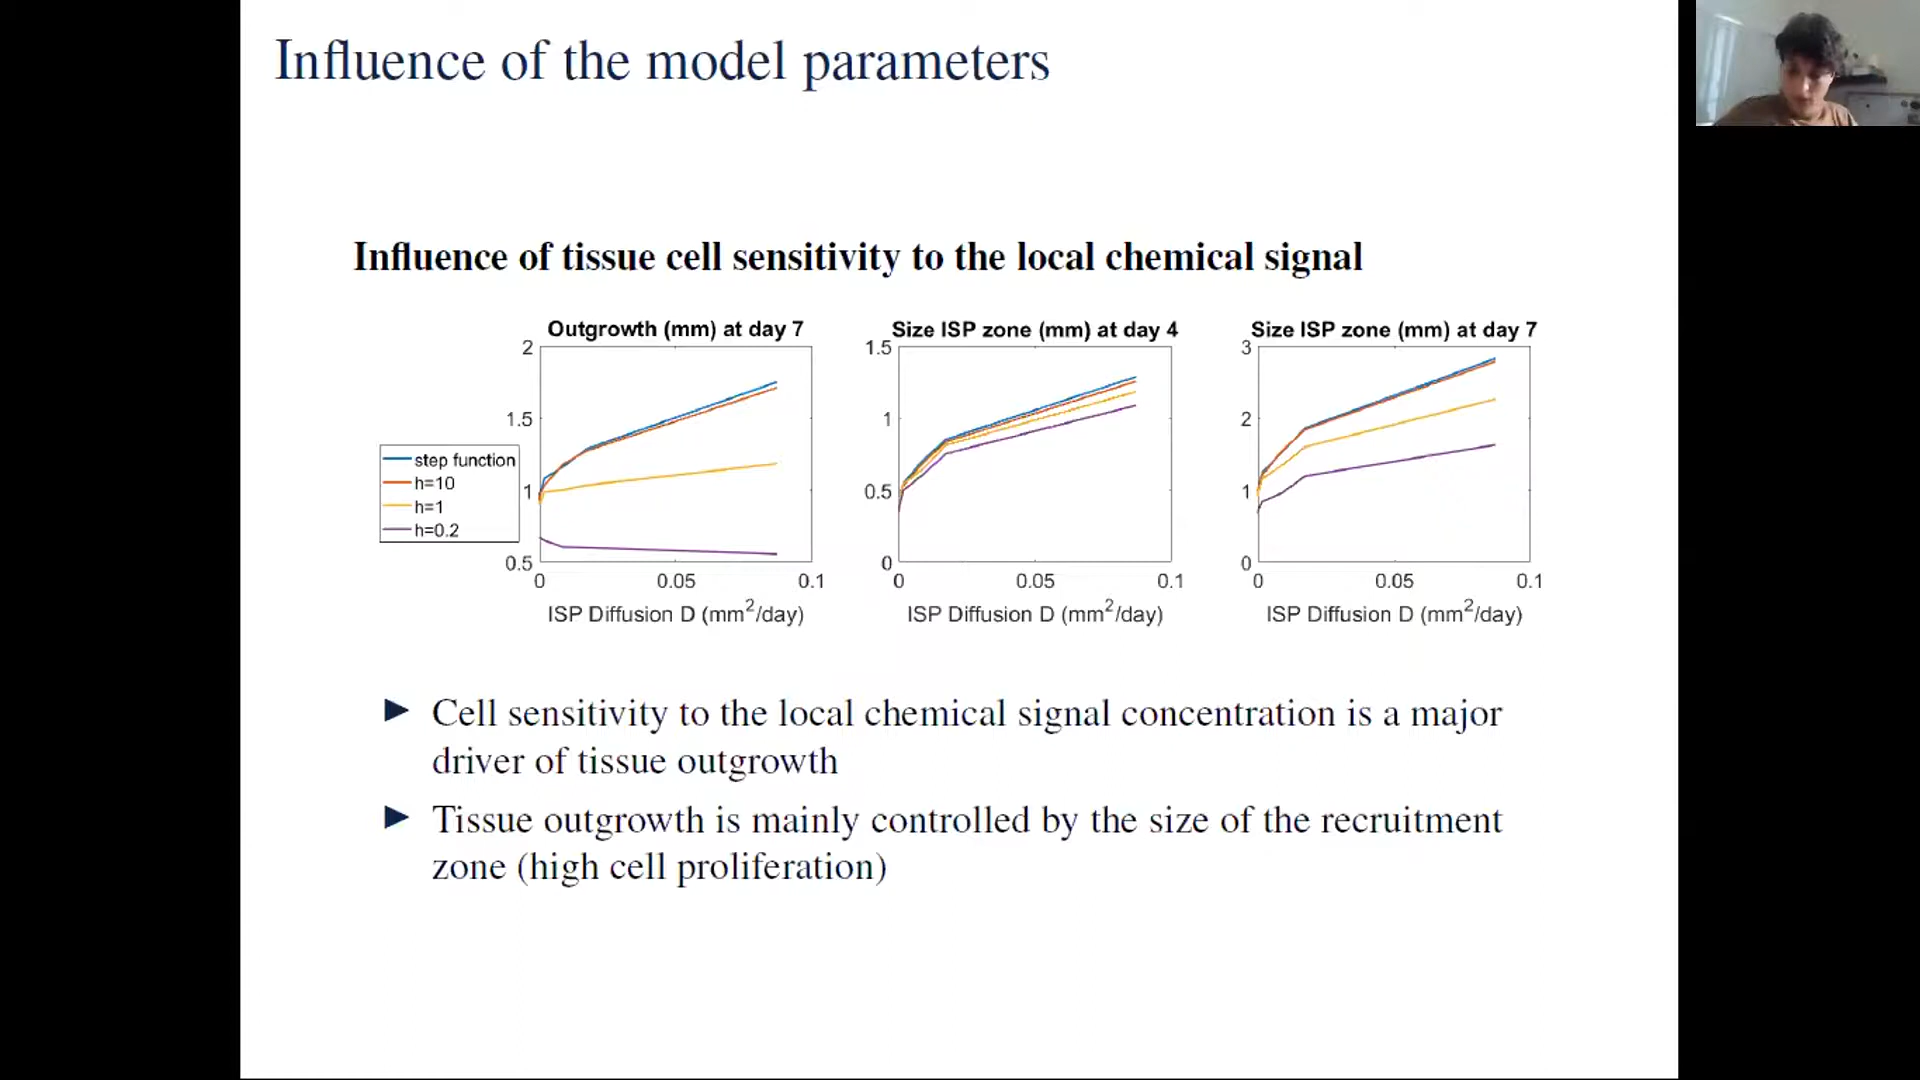 Influence of the model parameters
Influence of tissue cell sensitivity to the local chemical signal
Outgrowth (mm) at day 7
2
1.5
1
0.5
0
0.05
0.1
ISP Diffusion D (mm²/day)
step function
h=10
h=1
h=0.2
Size ISP zone (mm) at day 4
1.5
1
0.5
0
0
0.05
0.1
ISP Diffusion D (mm²/day)
Size ISP zone (mm) at day 7
3
2
1
0
0
0.05
0.1
ISP Diffusion D (mm²/day)
Cell sensitivity to the local chemical signal concentration is a major
driver of tissue outgrowth
Tissue outgrowth is mainly controlled by the size of the recruitment
zone (high cell proliferation)